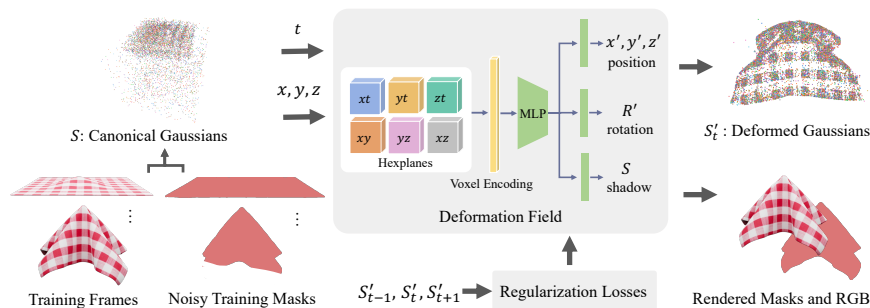 t
x, y, z
S: Canonical Gaussians
Training Frames
Noisy Training Masks
xt
yt
zt
xy
yz
xz
Hexplanes
Voxel Encoding
MLP
x′, y′, z′
position
R′
rotation
S
shadow
Deformation Field
S′t−1, S′t, S′t+1
Regularization Losses
S′t : Deformed Gaussians
Rendered Masks and RGB